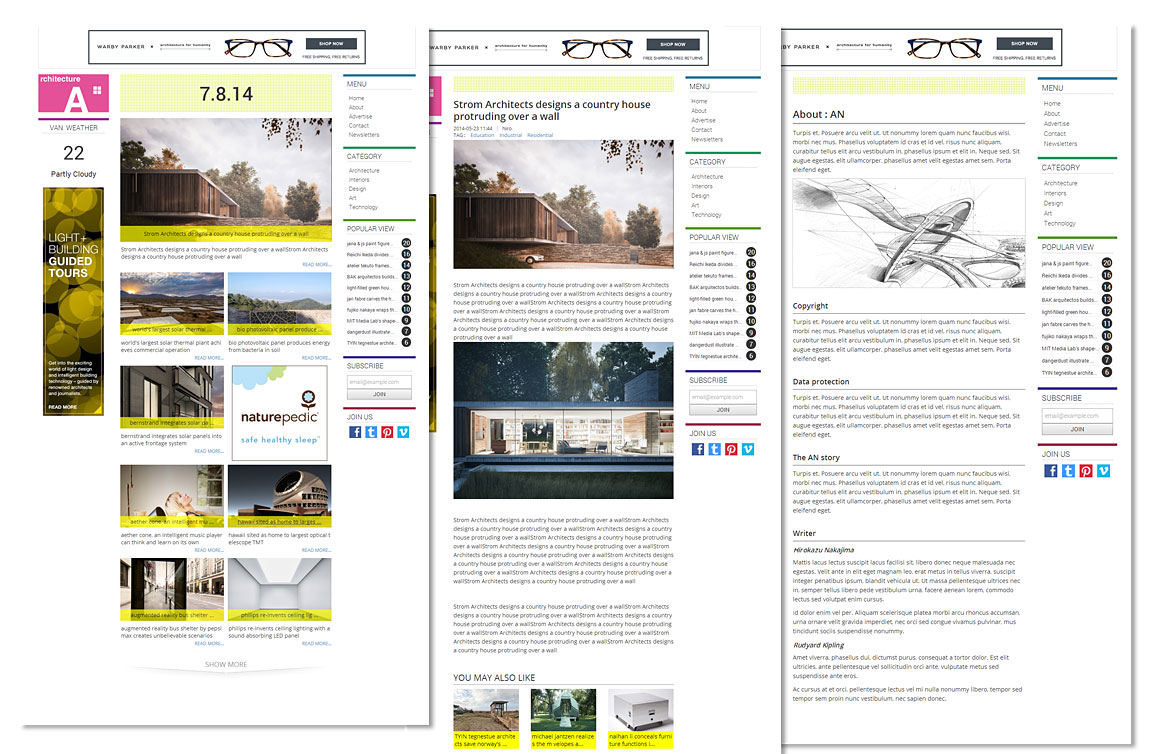 WARBY PARKER
architecture for humanity
SHOP NOW
FREE SHIPPING, FREE RETURNS
rchitecture
A
VAN WEATHER
22
Partly Cloudy
LIGHT+
BUILDING
GUIDED
TOURS
Get into the exciting
world of light design
and intelligent building
technology – guided by
renowned architects
and journalists.
READ MORE
7.8.14
Strom Architects designs a country house protruding over a wall
Strom Architects designs a country house protruding over a wallStrom Architects
designs a country house protruding over a wall
READ MORE...
world's largest solar thermal ...
world's largest solar thermal plant achi
eves commercial operation
READ MORE...
bio photovoltaic panel produce ...
bio photovoltaic panel produces energy
from bacteria in soil
READ MORE...
bernstrand integrates solar pa ...
bernstrand integrates solar panels into
an active frontage system
READ MORE...
naturepedic
safe healthy sleep
aether cone, an intelligent mu ...
aether cone, an intelligent music player
can think and learn on its own
READ MORE...
hawaii sited as home to larges ...
hawaii sited as home to largest optical t
elescope TMT
READ MORE...
augmented reality bus shelter ...
augmented reality bus shelter by pepsi
max creates unbelievable scenarios
READ MORE...
philips re-invents ceiling lig ...
philips re-invents ceiling lighting with a
sound absorbing LED panel
READ MORE...
SHOW MORE
MENU
Home
About
Advertise
Contact
Newsletters
CATEGORY
Architecture
Interiors
Design
Art
Technology
POPULAR VIEW
jana & js paint figure... 20
Reiichi Ikeda divides ... 16
atelier tekuto frames... 14
BAK arquitectos builds... 13
light-filled green hou... 12
jan fabre carves the h... 11
fujiko nakaya wraps th... 10
MIT Media Lab's shape-... 9
dangerdust illustrate ... 7
TYIN tegnestue archite... 6
SUBSCRIBE
email@example.com
JOIN
JOIN US
WARBY PARKER
architecture for humanity
SHOP NOW
FREE SHIPPING, FREE RETURNS
Strom Architects designs a country house
protruding over a wall
2014-05-23 11:44 | Niro
TAG: Education Industrial Residential
Strom Architects designs a country house protruding over a wallStrom Architects
designs a country house protruding over a wallStrom Architects designs a country
house protruding over a wallStrom Architects designs a country house protruding
over a wallStrom Architects designs a country house protruding over a wallStrom
Architects designs a country house protruding over a wallStrom Architects designs
a country house protruding over a wallStrom Architects designs a country house
protruding over a wall
Strom Architects designs a country house protruding over a wallStrom Architects
designs a country house protruding over a wallStrom Architects designs a country
house protruding over a wallStrom Architects designs a country house protruding
over a wallStrom Architects designs a country house protruding over a wallStrom
Architects designs a country house protruding over a wallStrom Architects designs
a country house protruding over a wallStrom Architects designs a country house
protruding over a wallStrom Architects designs a country house protruding over a
wallStrom Architects designs a country house protruding over a wall
Strom Architects designs a country house protruding over a wallStrom Architects
designs a country house protruding over a wallStrom Architects designs a country
house protruding over a wallStrom Architects designs a country house protruding
over a wallStrom Architects designs a country house protruding over a wallStrom
Architects designs a country house protruding over a wallStrom Architects designs
a country house protruding over a wall
YOU MAY ALSO LIKE
TYIN tegnestue archite
cts save norway's ...
michael jantzen realize
s the m velopes a...
naihan li conceals furni
ture functions i...
MENU
Home
About
Advertise
Contact
Newsletters
CATEGORY
Architecture
Interiors
Design
Art
Technology
POPULAR VIEW
jana & js paint figure... 20
Reiichi Ikeda divides ... 16
atelier tekuto frames... 14
BAK arquitectos builds... 13
light-filled green hou... 12
jan fabre carves the h... 11
fujiko nakaya wraps th... 10
MIT Media Lab's shape-... 9
dangerdust illustrate ... 7
TYIN tegnestue archite... 6
SUBSCRIBE
email@example.com
JOIN
JOIN US
BY PARKER
architecture for humanity
SHOP NOW
FREE SHIPPING, FREE RETURNS
About : AN
Turpis et. Posuere arcu velit ut. Ut nonummy lorem quam nunc faucibus wisi,
morbi nec mus. Phasellus voluptatem id cras et id vel, risus nunc aliquam,
curabitur tellus elit arcu vestibulum in, phasellus ipsum et in. Neque sed, Sit
augue egestas, elit ullamcorper, phasellus amet velit egestas amet sem. Porta
eleifend eget.
Copyright
Turpis et. Posuere arcu velit ut. Ut nonummy lorem quam nunc faucibus wisi,
morbi nec mus. Phasellus voluptatem id cras et id vel, risus nunc aliquam,
curabitur tellus elit arcu vestibulum in, phasellus amet velit egestas amet sem. Porta
eleifend eget.
Data protection
Turpis et. Posuere arcu velit ut. Ut nonummy lorem quam nunc faucibus wisi,
morbi nec mus. Phasellus voluptatem id cras et id vel, risus nunc aliquam,
curabitur tellus elit arcu vestibulum in, phasellus amet velit egestas amet sem. Porta
eleifend eget.
The AN story
Turpis et. Posuere arcu velit ut. Ut nonummy lorem quam nunc faucibus wisi,
morbi nec mus. Phasellus voluptatem id cras et id vel, risus nunc aliquam,
curabitur tellus elit arcu vestibulum in, phasellus ipsum et in. Neque sed, Sit
augue egestas, elit ullamcorper, phasellus amet velit egestas amet sem. Porta
eleifend eget.
Writer
Hirokazu Nakajima
Mattis lacus lectus suscipit lacus facilisi sit, libero donec neque malesuada nec
egestas, Velit ante in elit eget magnam leo, erat metus in tellus viverra, suscipit
integer penatibus ipsum, blandit vehicula ut. Ut massa pellentesque ultrices nec
in, semper tellus libero pede vestibulum urna, facere aenean lorem, commodo
lectus sed volutpat enim cursus.
Id dolor enim vel per. Aliquam scelerisque platea morbi arcu rhoncus accumsan,
urna ornare velit gravida imperdiet, nec orci sed congue vivamus pulvinar, mus
tincidunt sociis suspendisse nonummy.
Rudyard Kipling
Amet viverra, phasellus dui, dictumst purus, consequat a tortor dolor. Est elit
ultricies, ante pellentesque vel sollicitudin orci ante, vulputate metus sed
suspendisse ante eros.
Ac cursus at et orci, pellentesque lectus vel mi nulla nonummy libero, tempor sed
tempor sem proin nunc vestibulum, nec sapien donec.
MENU
Home
About
Advertise
Contact
Newsletters
CATEGORY
Architecture
Interiors
Design
Art
Technology
POPULAR VIEW
jana & js paint figure... 20
Reiichi Ikeda divides ... 16
atelier tekuto frames... 14
BAK arquitectos builds... 13
light-filled green hou... 12
jan fabre carves the h... 11
fujiko nakaya wraps th... 10
MIT Media Lab's shape-... 9
dangerdust illustrate ... 7
TYIN tegnestue archite... 6
SUBSCRIBE
email@example.com
JOIN
JOIN US